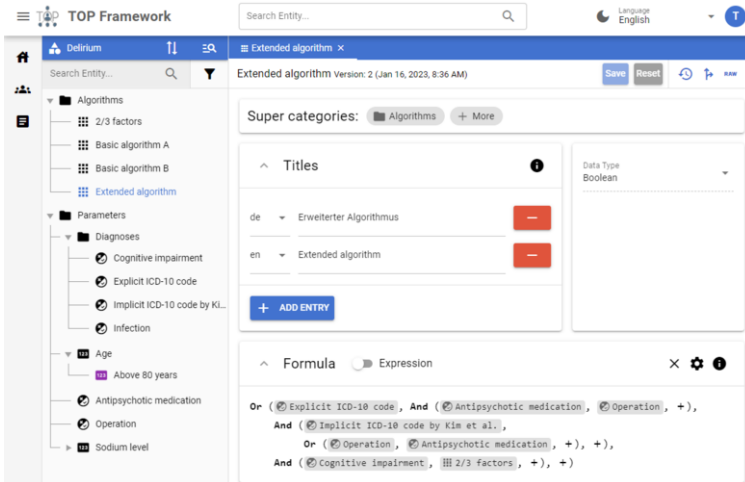 TOP Framework
Search Entity...
Language
English
T
Delirium
Extended algorithm ×
Search Entity...
Extended algorithm Version: 2 (Jan 16, 2023, 8:36 AM)
Save
Reset
RAW
Algorithms
2/3 factors
Basic algorithm A
Basic algorithm B
Extended algorithm
Parameters
Diagnoses
Cognitive impairment
Explicit ICD-10 code
Implicit ICD-10 code by Ki...
Infection
123 Age
123 Above 80 years
Antipsychotic medication
Operation
123 Sodium level
Super categories: Algorithms + More
Titles
de Erweiterter Algorithmus
en Extended algorithm
+ ADD ENTRY
Data Type
Boolean
Formula Expression
Or ( Explicit ICD-10 code , And ( Antipsychotic medication , Operation , +),
And ( Implicit ICD-10 code by Kim et al. ,
Or ( Operation , Antipsychotic medication , +), +),
And ( Cognitive impairment , 2/3 factors , +), +)